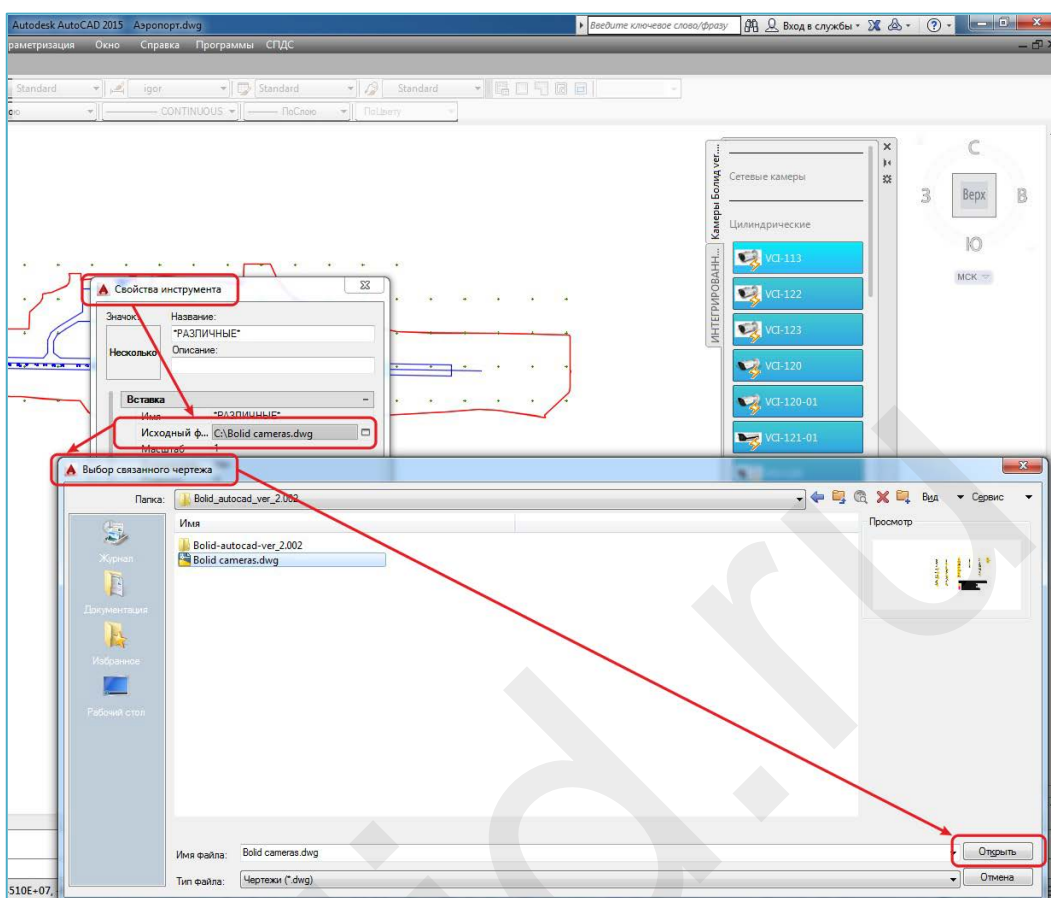 Autodesk AutoCAD 2015 Аэропорт.dwg
Введите ключевое слово/фразу
Вход в службы
раметризация Окно Справка Программы СПДС
Standard igor Standard Standard
CONTINUOUS ПоСлою ПоЦвету
Камеры Болид ver...
ИНТЕГРИРОВАНН...
Сетевые камеры
Цилиндрические
VCI-113
VCI-122
VCI-123
VCI-120
VCI-120-01
VCI-121-01
С
З Верх В
Ю
МСК
Свойства инструмента
Значок: Название:
*РАЗЛИЧНЫЕ*
Несколько Описание:
Вставка
Имя *РАЗЛИЧНЫЕ*
Исходный ф... C:\Bolid cameras.dwg
Масштаб 1
Выбор связанного чертежа
Папка: Bolid_autocad_ver_2.002
Вид Сервис
Имя
Просмотр
Bolid-autocad-ver_2.002
Bolid cameras.dwg
Журнал
Документация
Избранное
Рабочий стол
Имя файла: Bolid cameras.dwg
Открыть
Тип файла: Чертежи (*.dwg)
Отмена
510E+07,